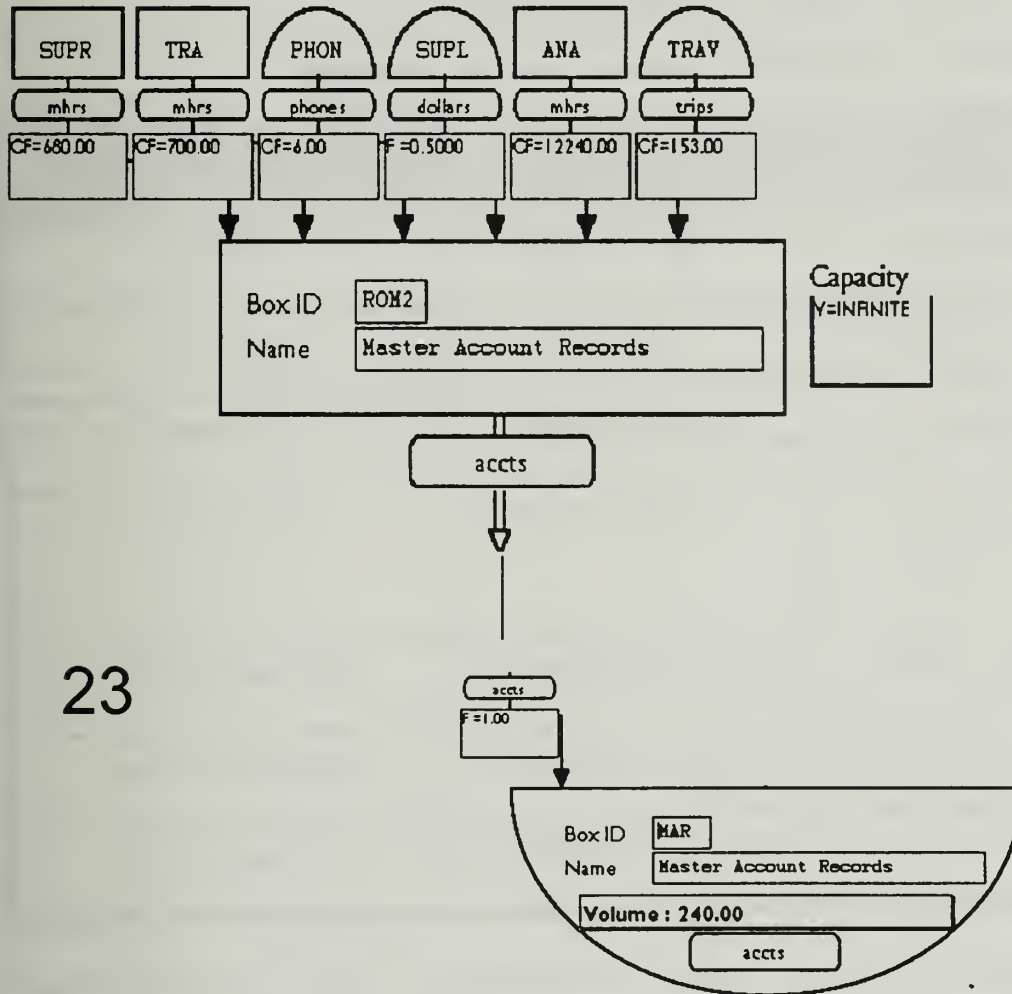 SUPR TRA PHON SUPL ANA TRAV
mhrs mhrs phones dollars mhrs trips
CF=680.00 CF=700.00 CF=6.00 F =0.5000 CF=12240.00 CF=153.00
Capacity
Y=INFINITE
Box ID ROM2
Name Master Account Records
accts
23
accts
F =1.00
Box ID MAR
Name Master Account Records
Volume : 240.00
accts